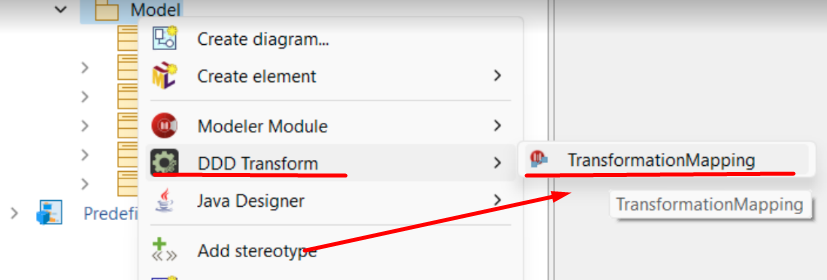 Model
Create diagram...
Create element
Modeler Module
DDD Transform
TransformationMapping
Java Designer
TransformationMapping
Predefi
Add stereotype